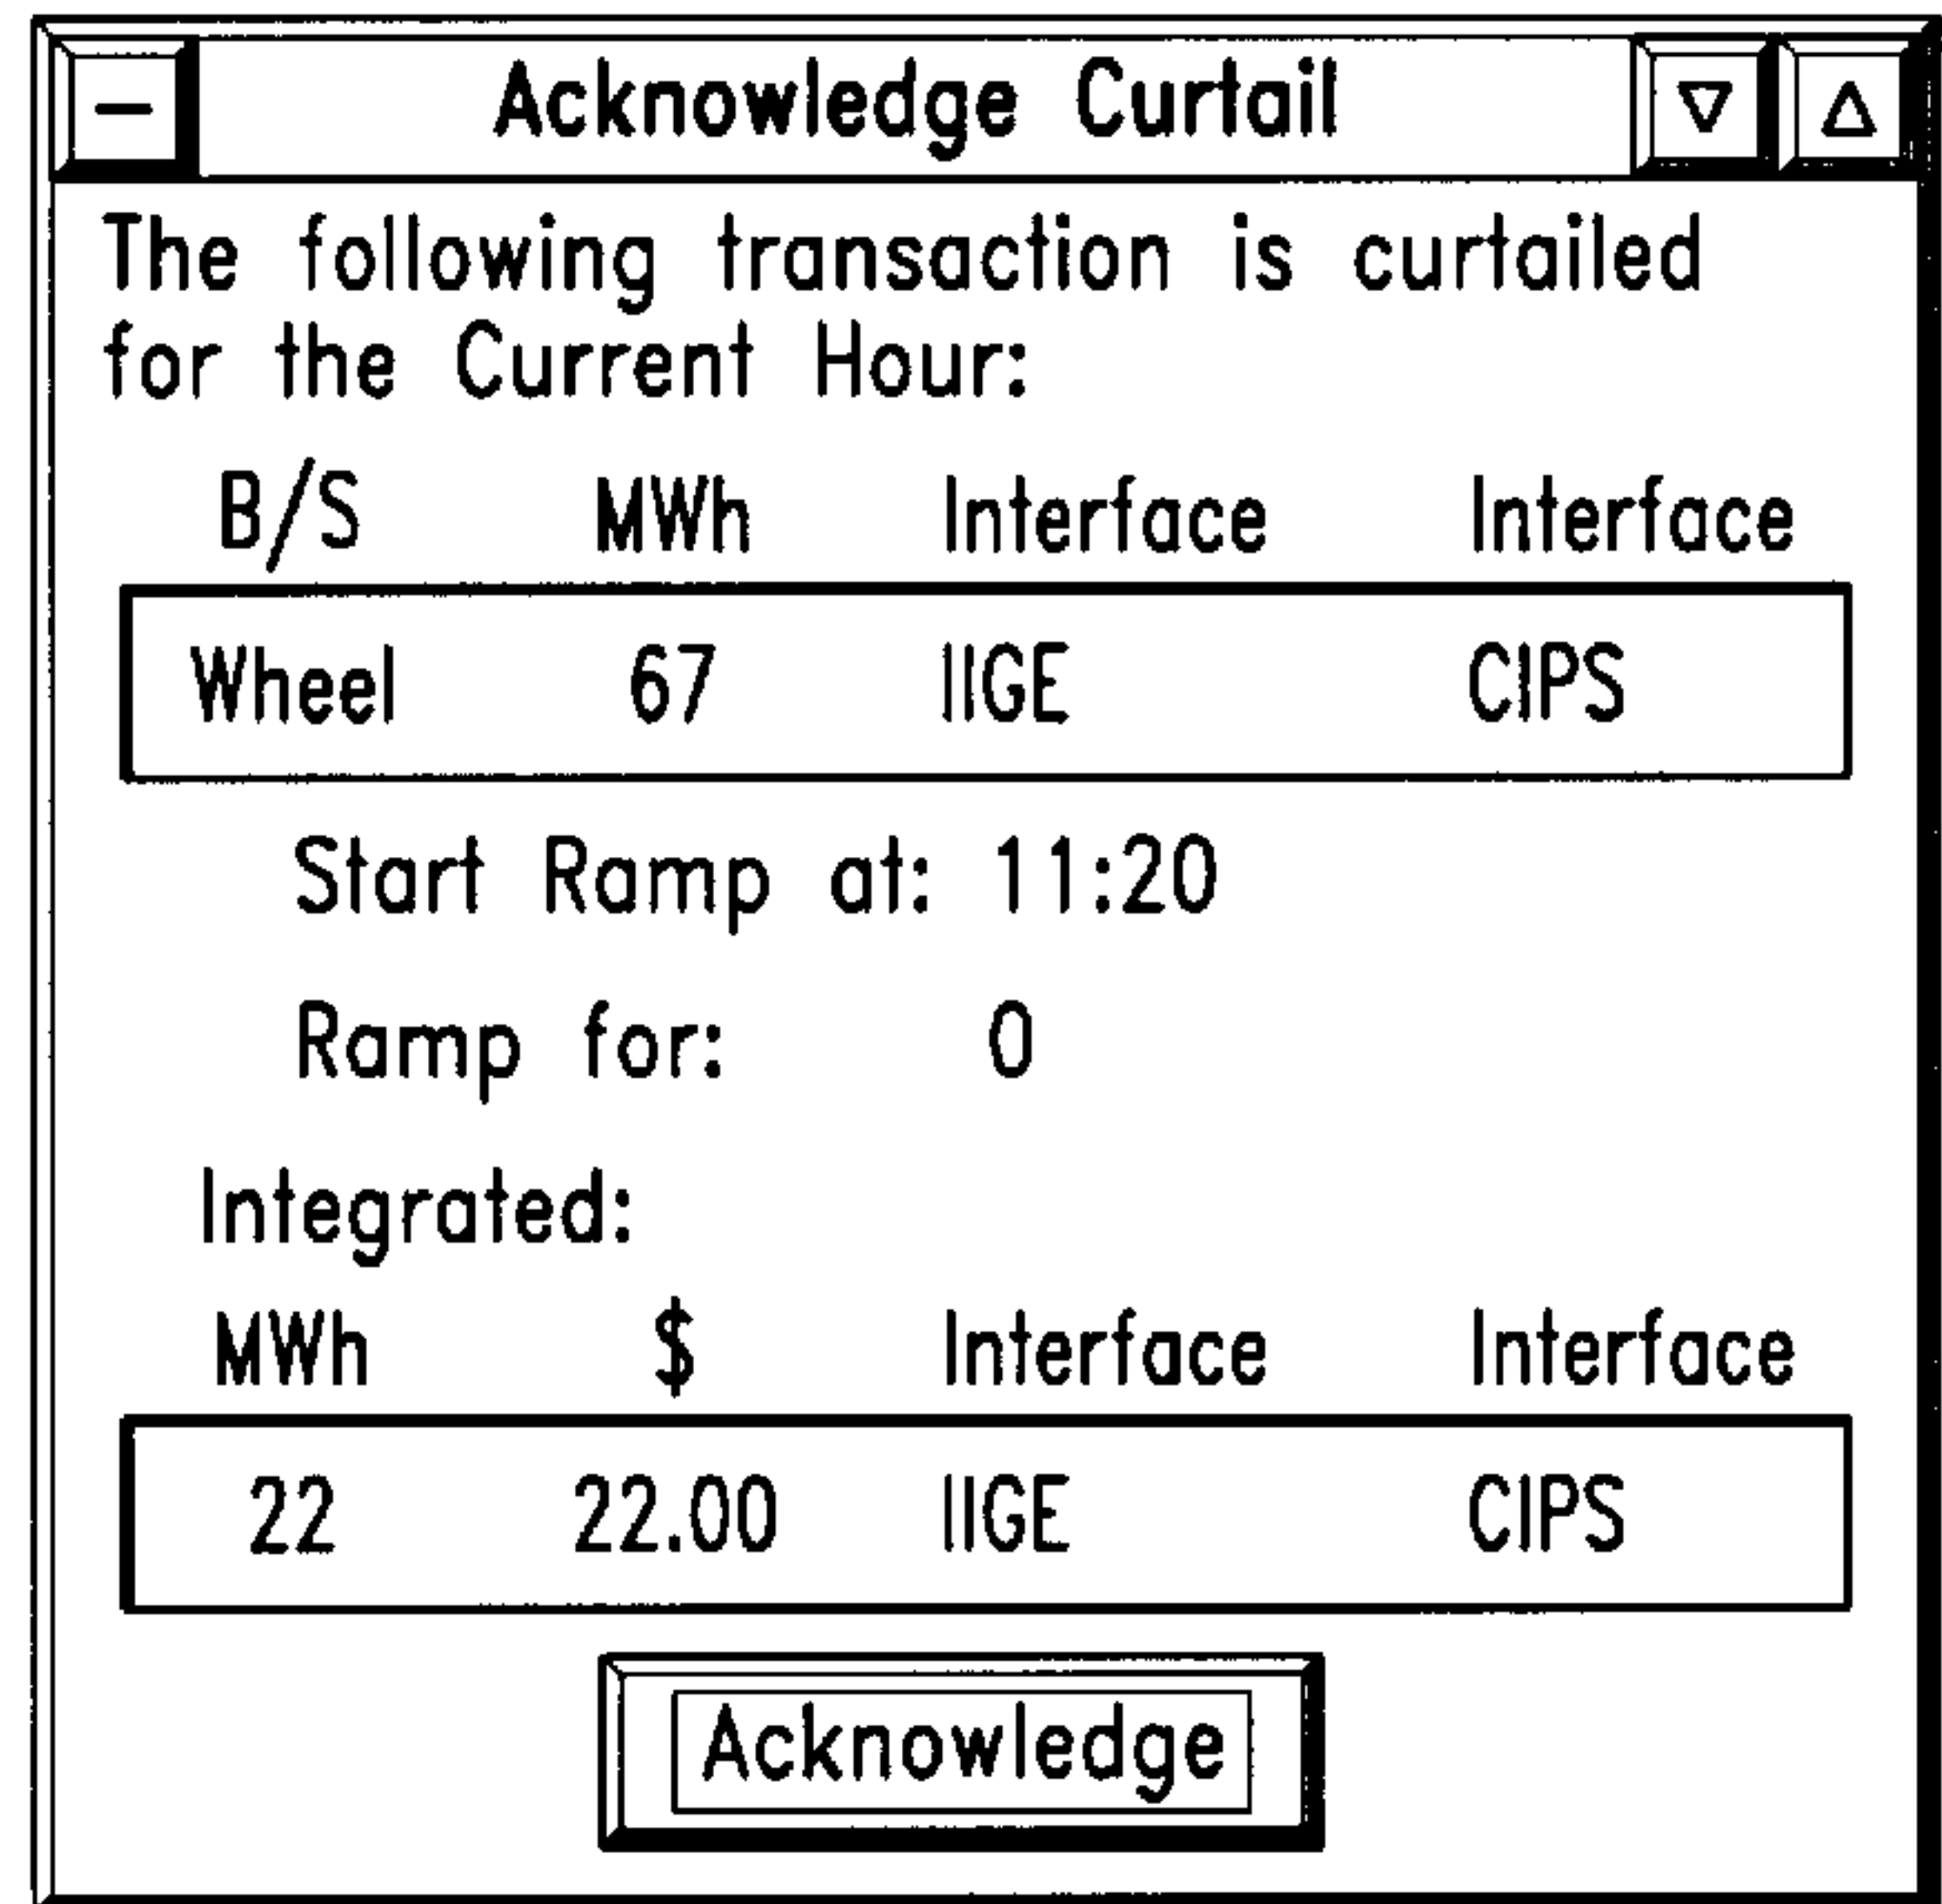 Acknowledge Curtail
The following transaction is curtailed
for the Current Hour:
B/S MWh Interface Interface
Wheel 67 IIGE CIPS
Start Ramp at: 11:20
Ramp for: 0
Integrated:
MWh $ Interface Interface
22 22.00 IIGE CIPS
Acknowledge